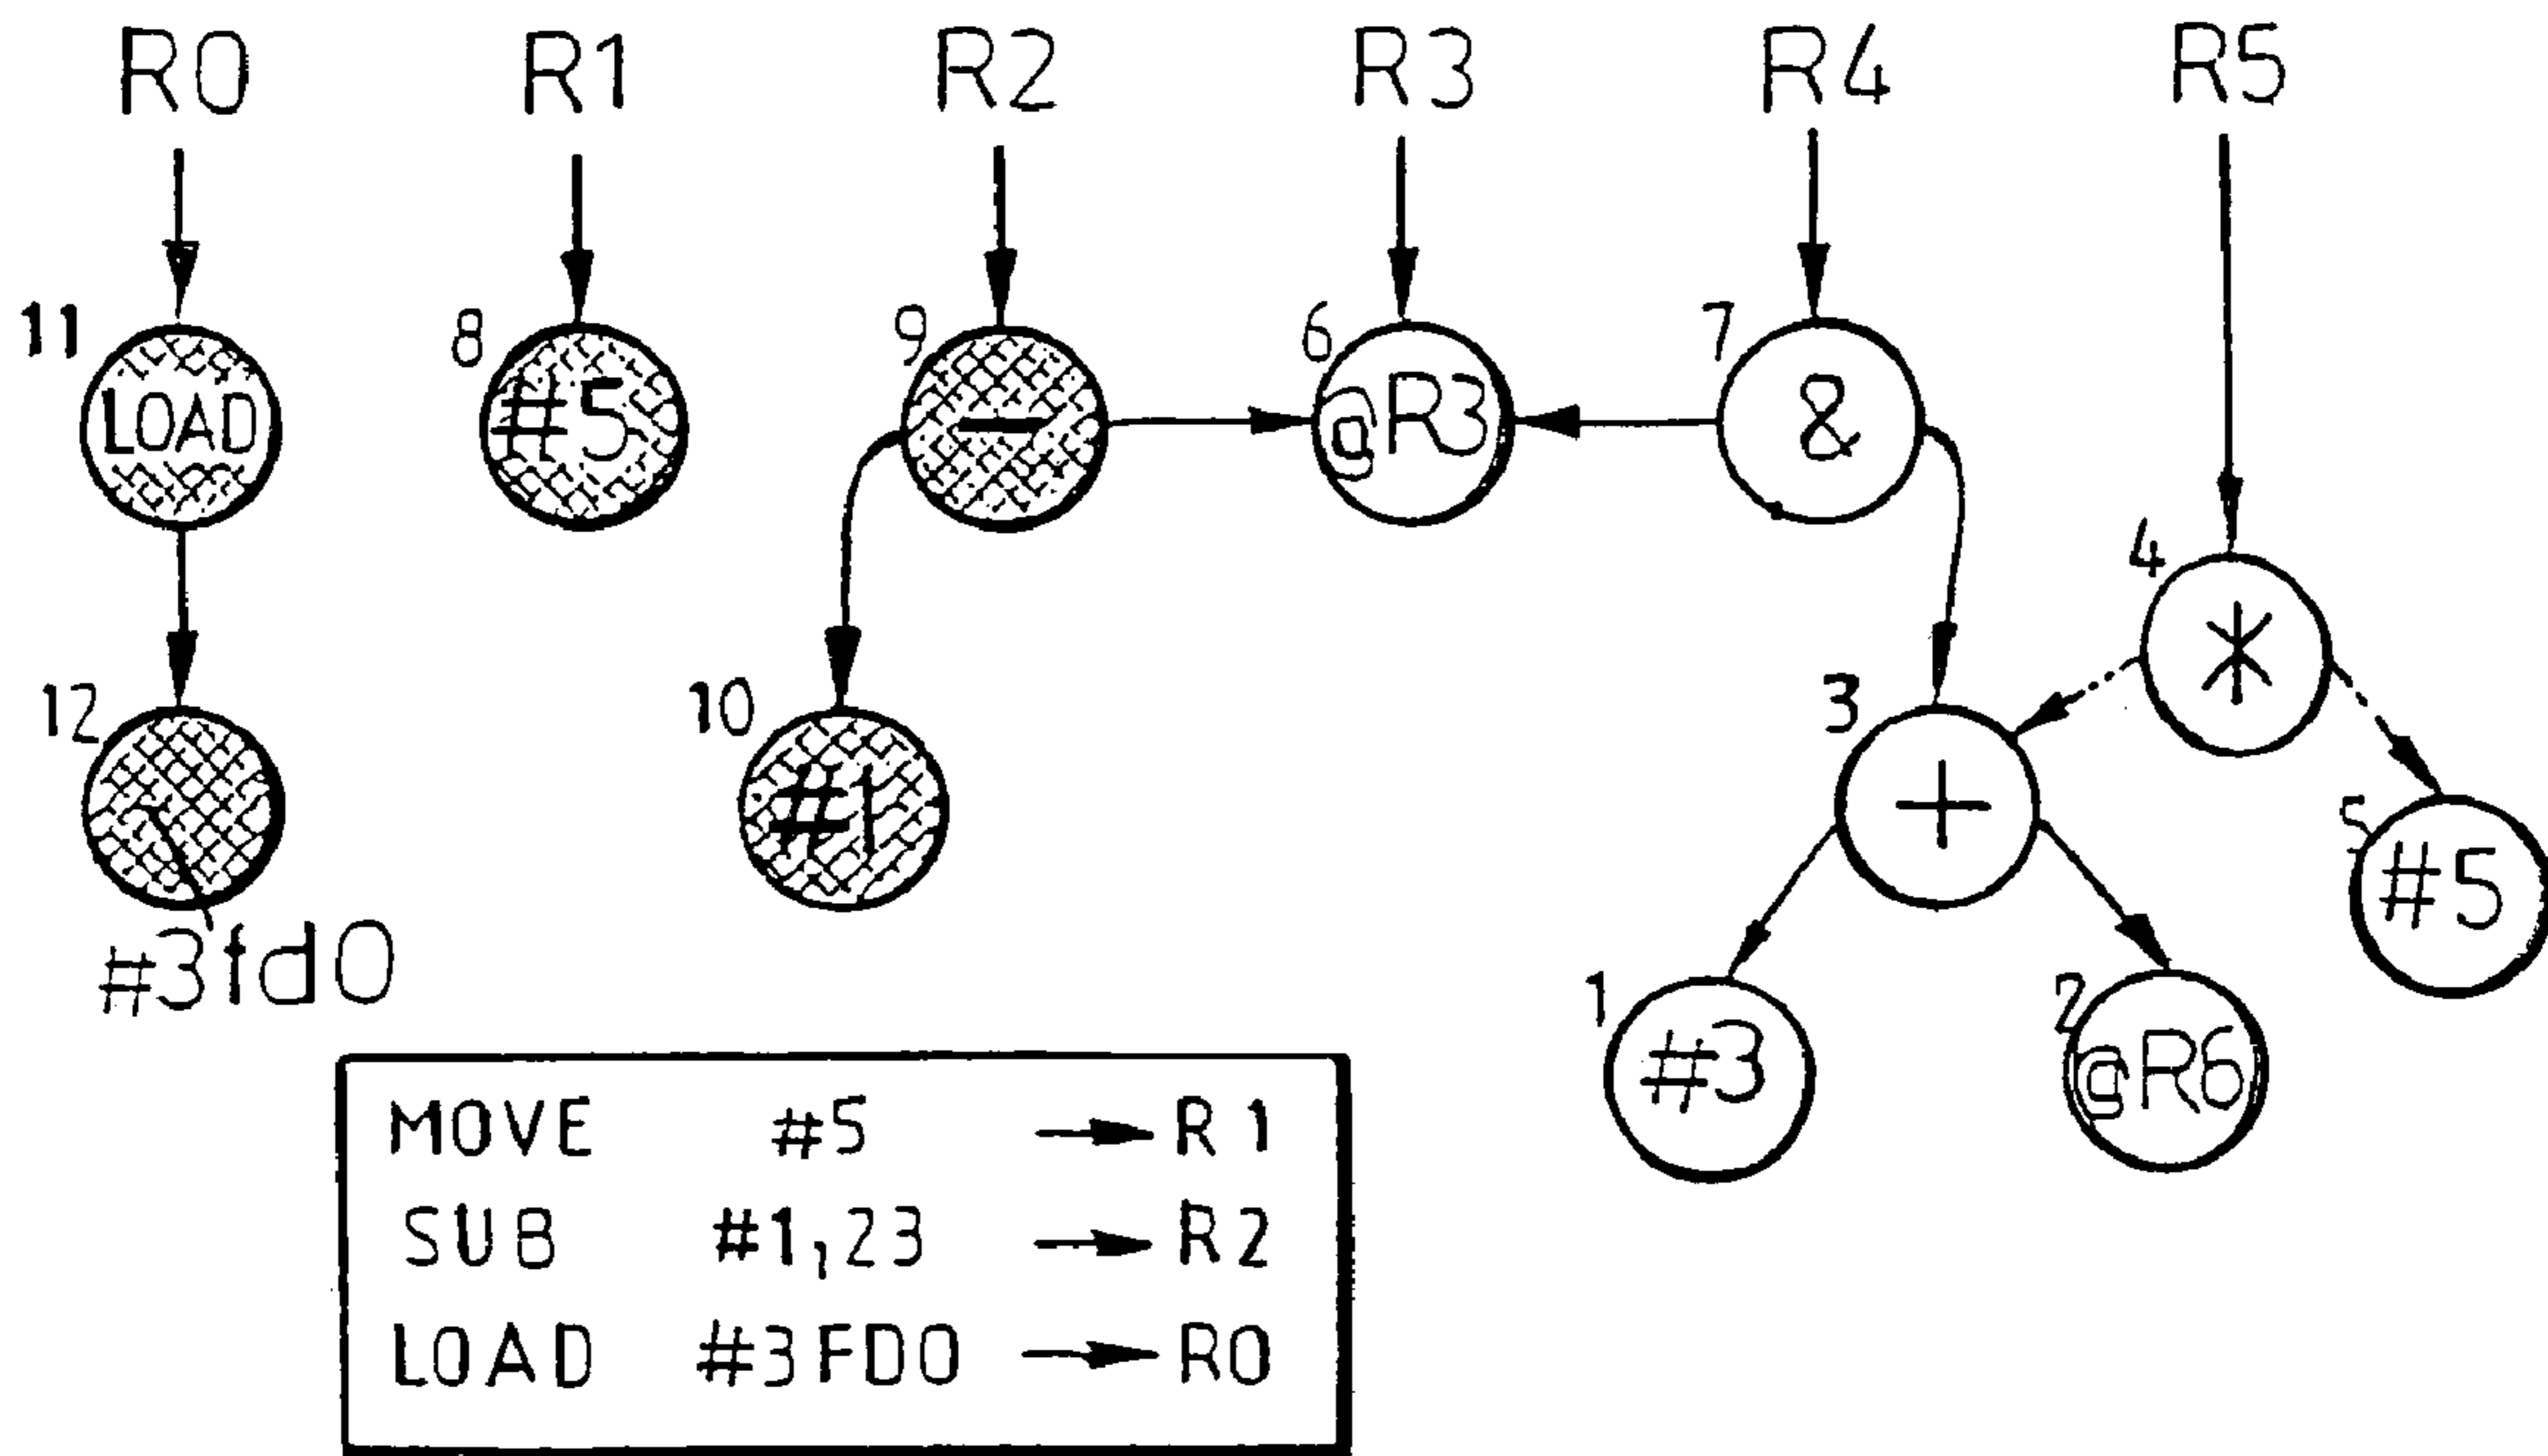 R0 R1 R2 R3 R4 R5
11 8 9 6 7
LOAD #5 - @R3 &
4
*
12 10 3
#1 +
5
#5
#3fd0
1 2
#3 @R6
MOVE #5 → R1
SUB #1,23 → R2
LOAD #3FD0 → R0